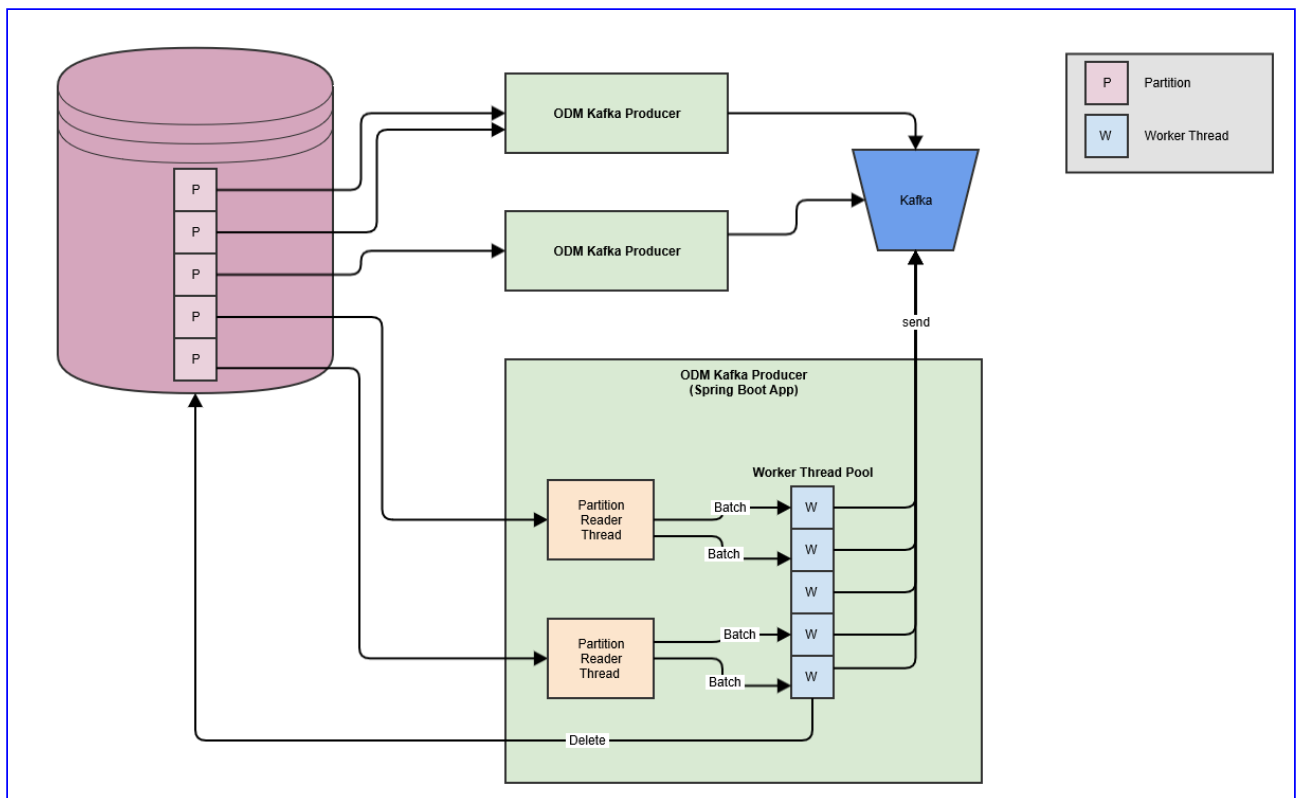 ODM Kafka Producer
P
Partition
W
Worker Thread
P
P
P
P
P
Kafka
ODM Kafka Producer
send
ODM Kafka Producer
(Spring Boot App)
Worker Thread Pool
Partition
Reader
Thread
Batch
Batch
W
W
W
W
W
Partition
Reader
Thread
Batch
Batch
Delete